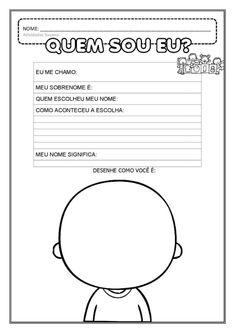 NOME:
QUEM SOU EU?
EU ME CHAMO:
MEU SOBRENOME É:
QUEM ESCOLHEU MEU NOME:
COMO ACONTECEU A ESCOLHA:
MEU NOME SIGNIFICA:
DESENHE COMO VOCÊ É: